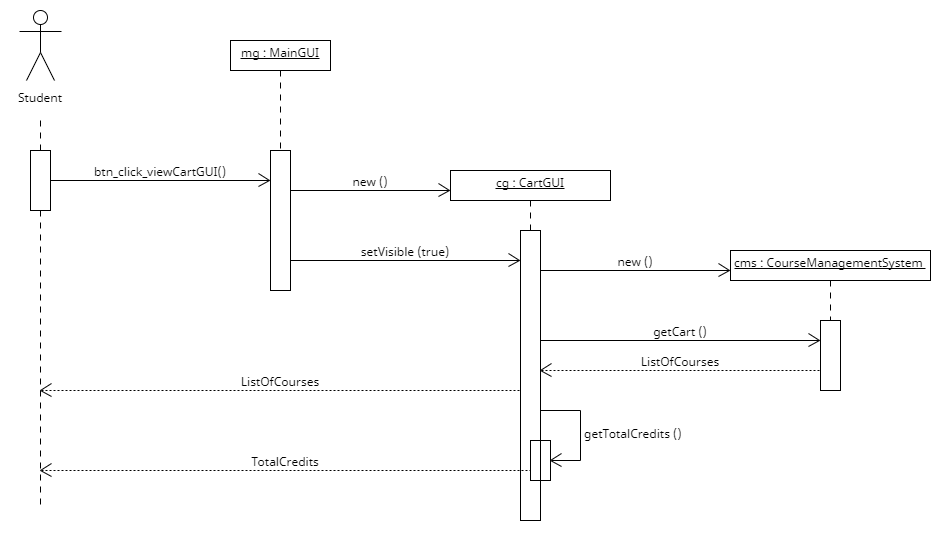 mg : MainGUI
Student
btn_click_viewCartGUI()
new ()
cg : CartGUI
setVisible (true)
new ()
cms : CourseManagementSystem
getCart ()
ListOfCourses
ListOfCourses
getTotalCredits ()
TotalCredits